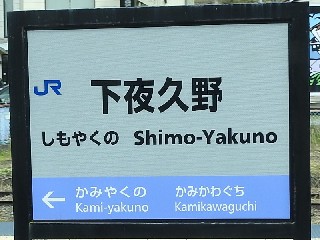 JR
下夜久野
しもやくの Shimo-Yakuno
← かみやくの かみかわぐち
Kami-yakuno Kamikawaguchi